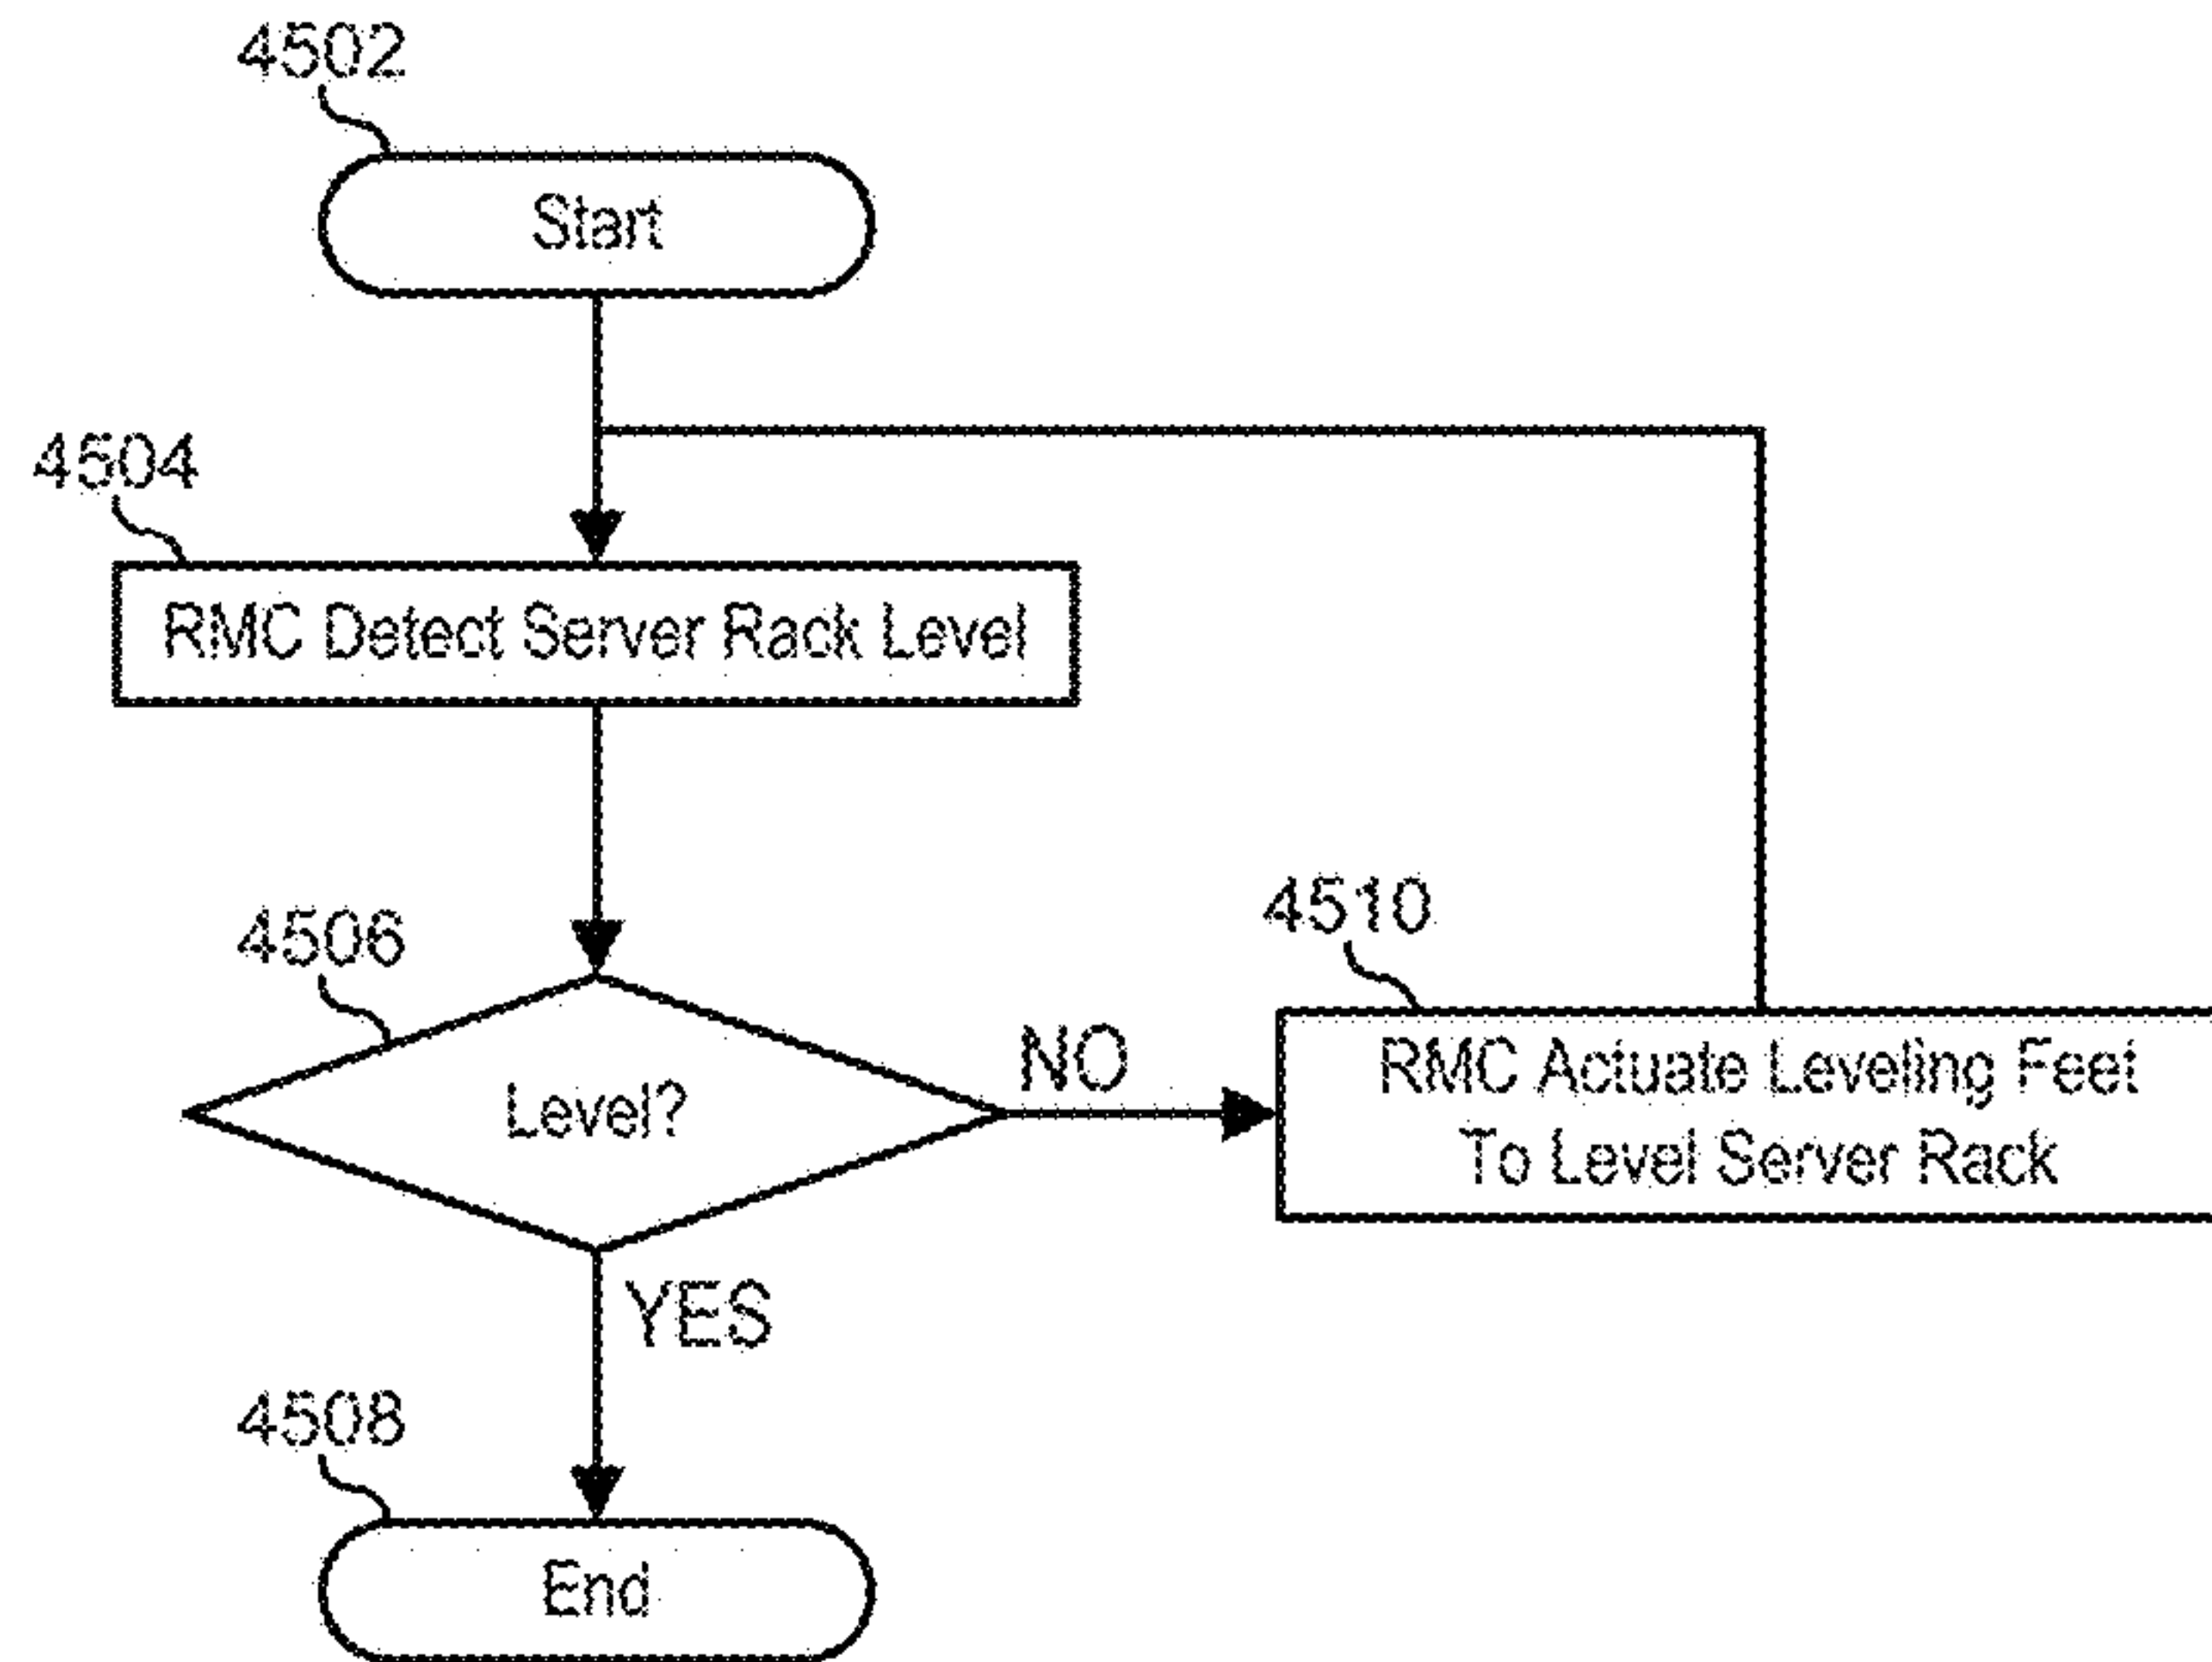 4502
Start
4504
RMC Detect Server Rack Level
4506
Level?
NO
4510
RMC Actuate Leveling Feet
To Level Server Rack
YES
4508
End